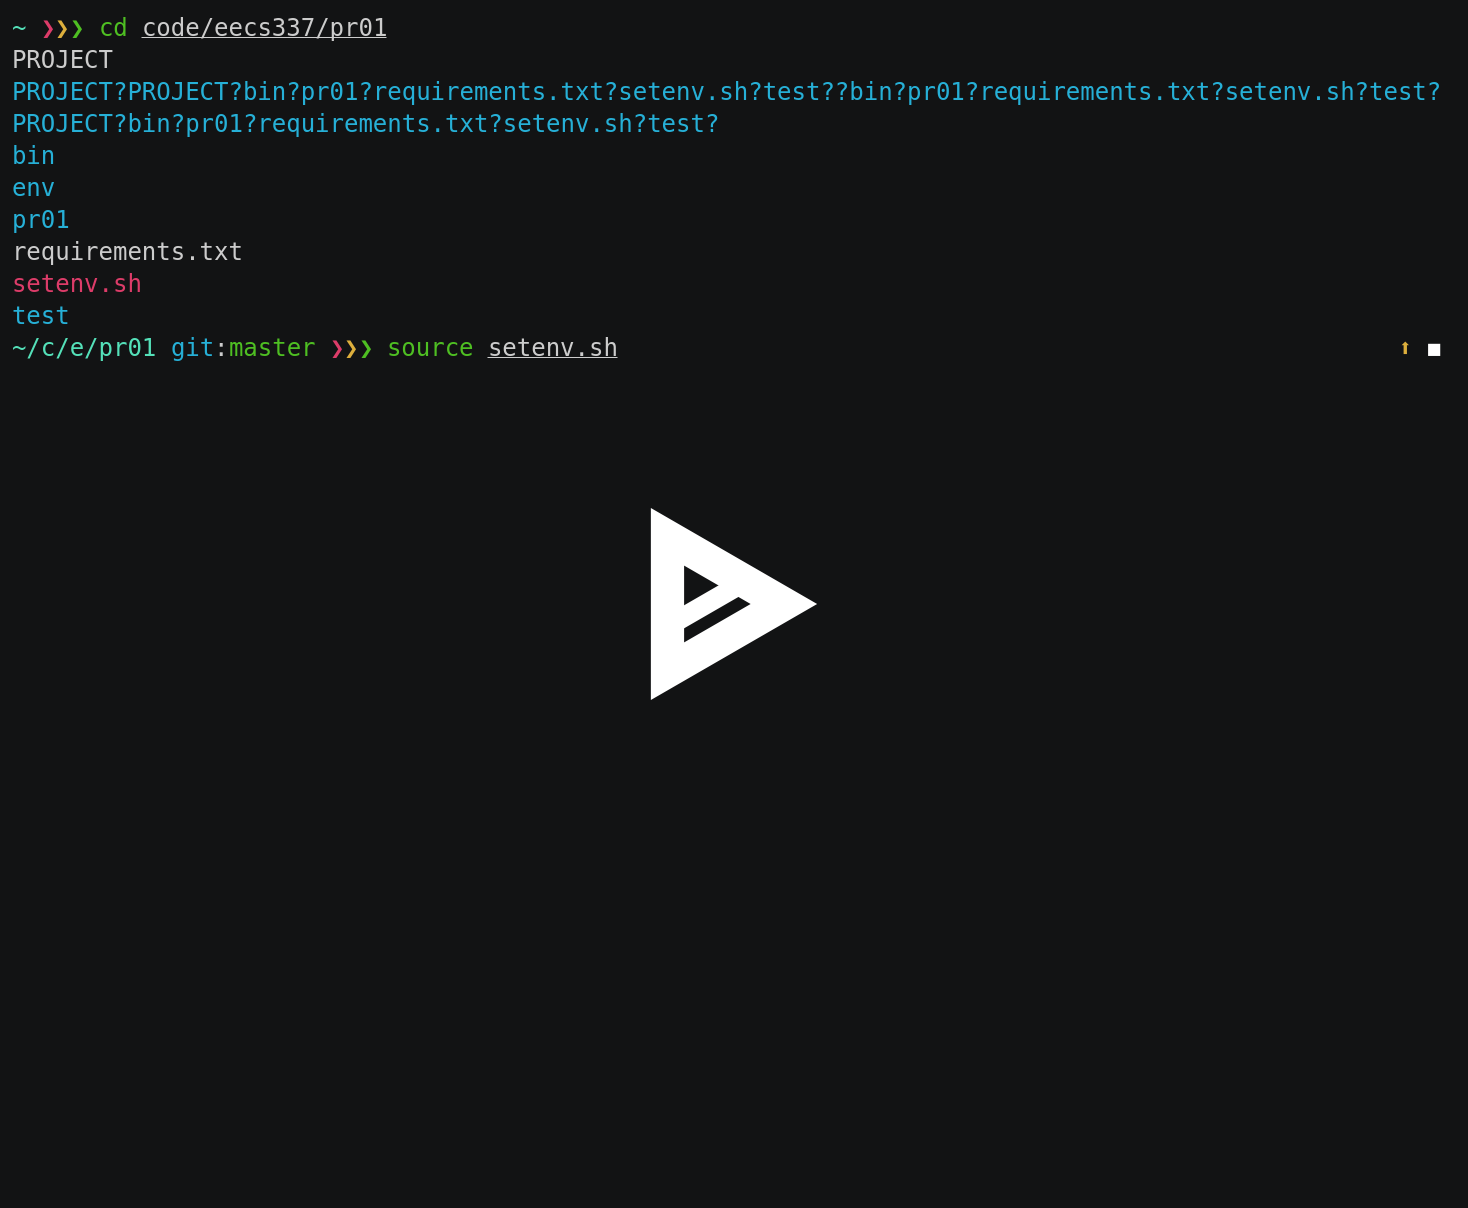 ~ ❯❯❯ cd code/eecs337/pr01
PROJECT
PROJECT?PROJECT?bin?pr01?requirements.txt?setenv.sh?test??bin?pr01?requirements.txt?setenv.sh?test?
PROJECT?bin?pr01?requirements.txt?setenv.sh?test?
bin
env
pr01
requirements.txt
setenv.sh
test
~/c/e/pr01 git:master ❯❯❯ source setenv.sh ⬆ ◼